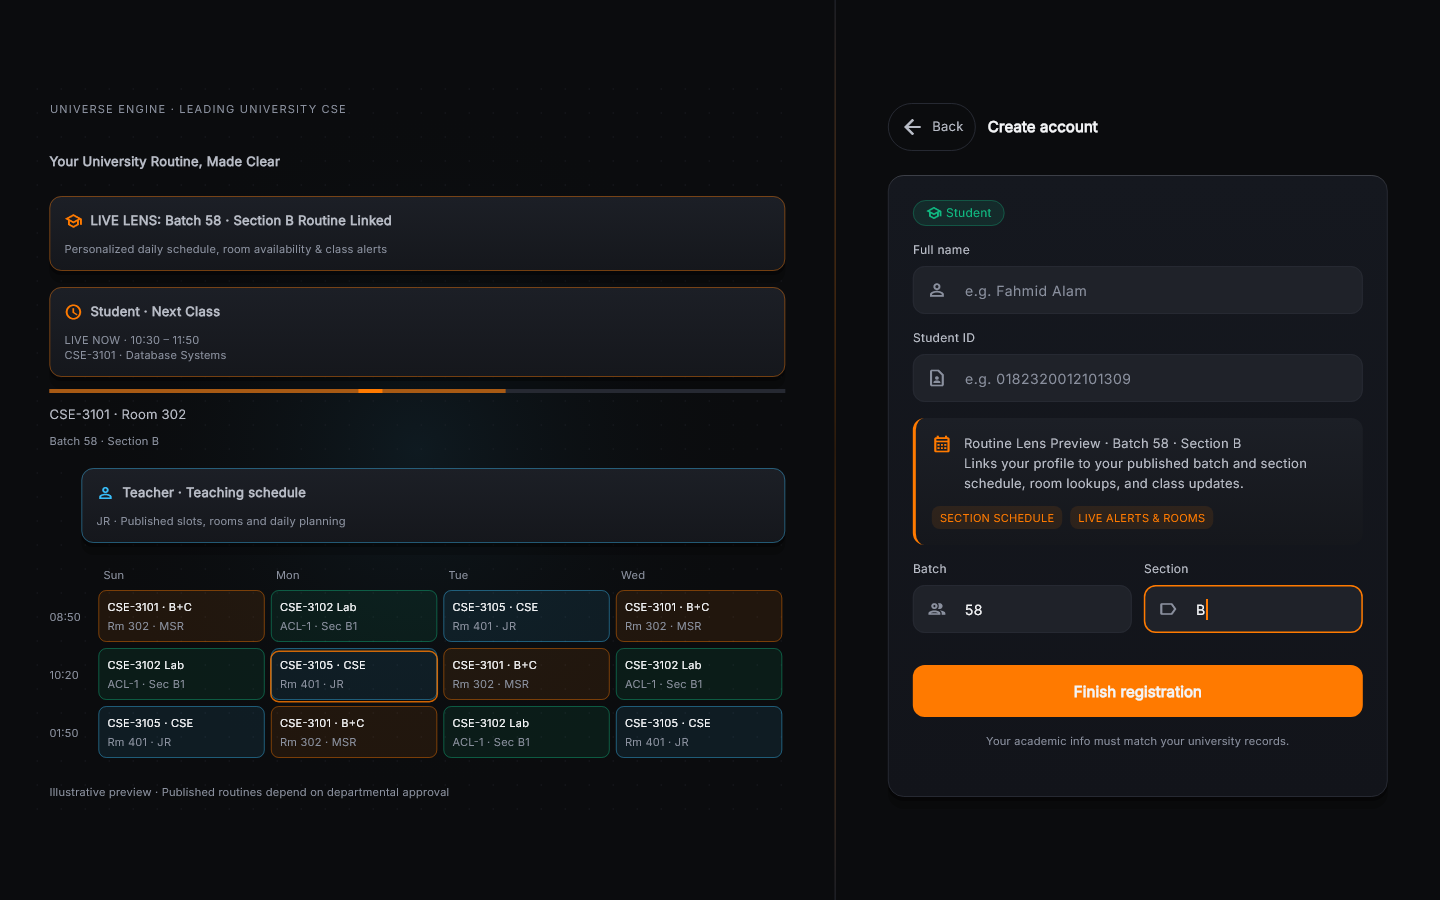 UNIVERSE ENGINE · LEADING UNIVERSITY CSE
Your University Routine, Made Clear
LIVE LENS: Batch 58 · Section B Routine Linked
Personalized daily schedule, room availability & class alerts
Student · Next Class
LIVE NOW · 10:30 – 11:50
CSE-3101 · Database Systems
CSE-3101 · Room 302
Batch 58 · Section B
Teacher · Teaching schedule
JR · Published slots, rooms and daily planning
Sun Mon Tue Wed
08:50
CSE-3101 · B+C
Rm 302 · MSR
CSE-3102 Lab
ACL-1 · Sec B1
CSE-3105 · CSE
Rm 401 · JR
CSE-3101 · B+C
Rm 302 · MSR
10:20
CSE-3102 Lab
ACL-1 · Sec B1
CSE-3105 · CSE
Rm 401 · JR
CSE-3101 · B+C
Rm 302 · MSR
CSE-3102 Lab
ACL-1 · Sec B1
01:50
CSE-3105 · CSE
Rm 401 · JR
CSE-3101 · B+C
Rm 302 · MSR
CSE-3102 Lab
ACL-1 · Sec B1
CSE-3105 · CSE
Rm 401 · JR
Illustrative preview · Published routines depend on departmental approval
Back
Create account
Student
Full name
e.g. Fahmid Alam
Student ID
e.g. 0182320012101309
Routine Lens Preview · Batch 58 · Section B
Links your profile to your published batch and section
schedule, room lookups, and class updates.
SECTION SCHEDULE
LIVE ALERTS & ROOMS
Batch
58
Section
B
Finish registration
Your academic info must match your university records.